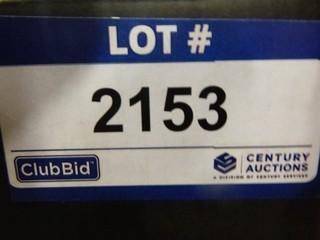 LOT #
2153
ClubBid
CENTURY
AUCTIONS
A DIVISION OF CENTURY SERVICES